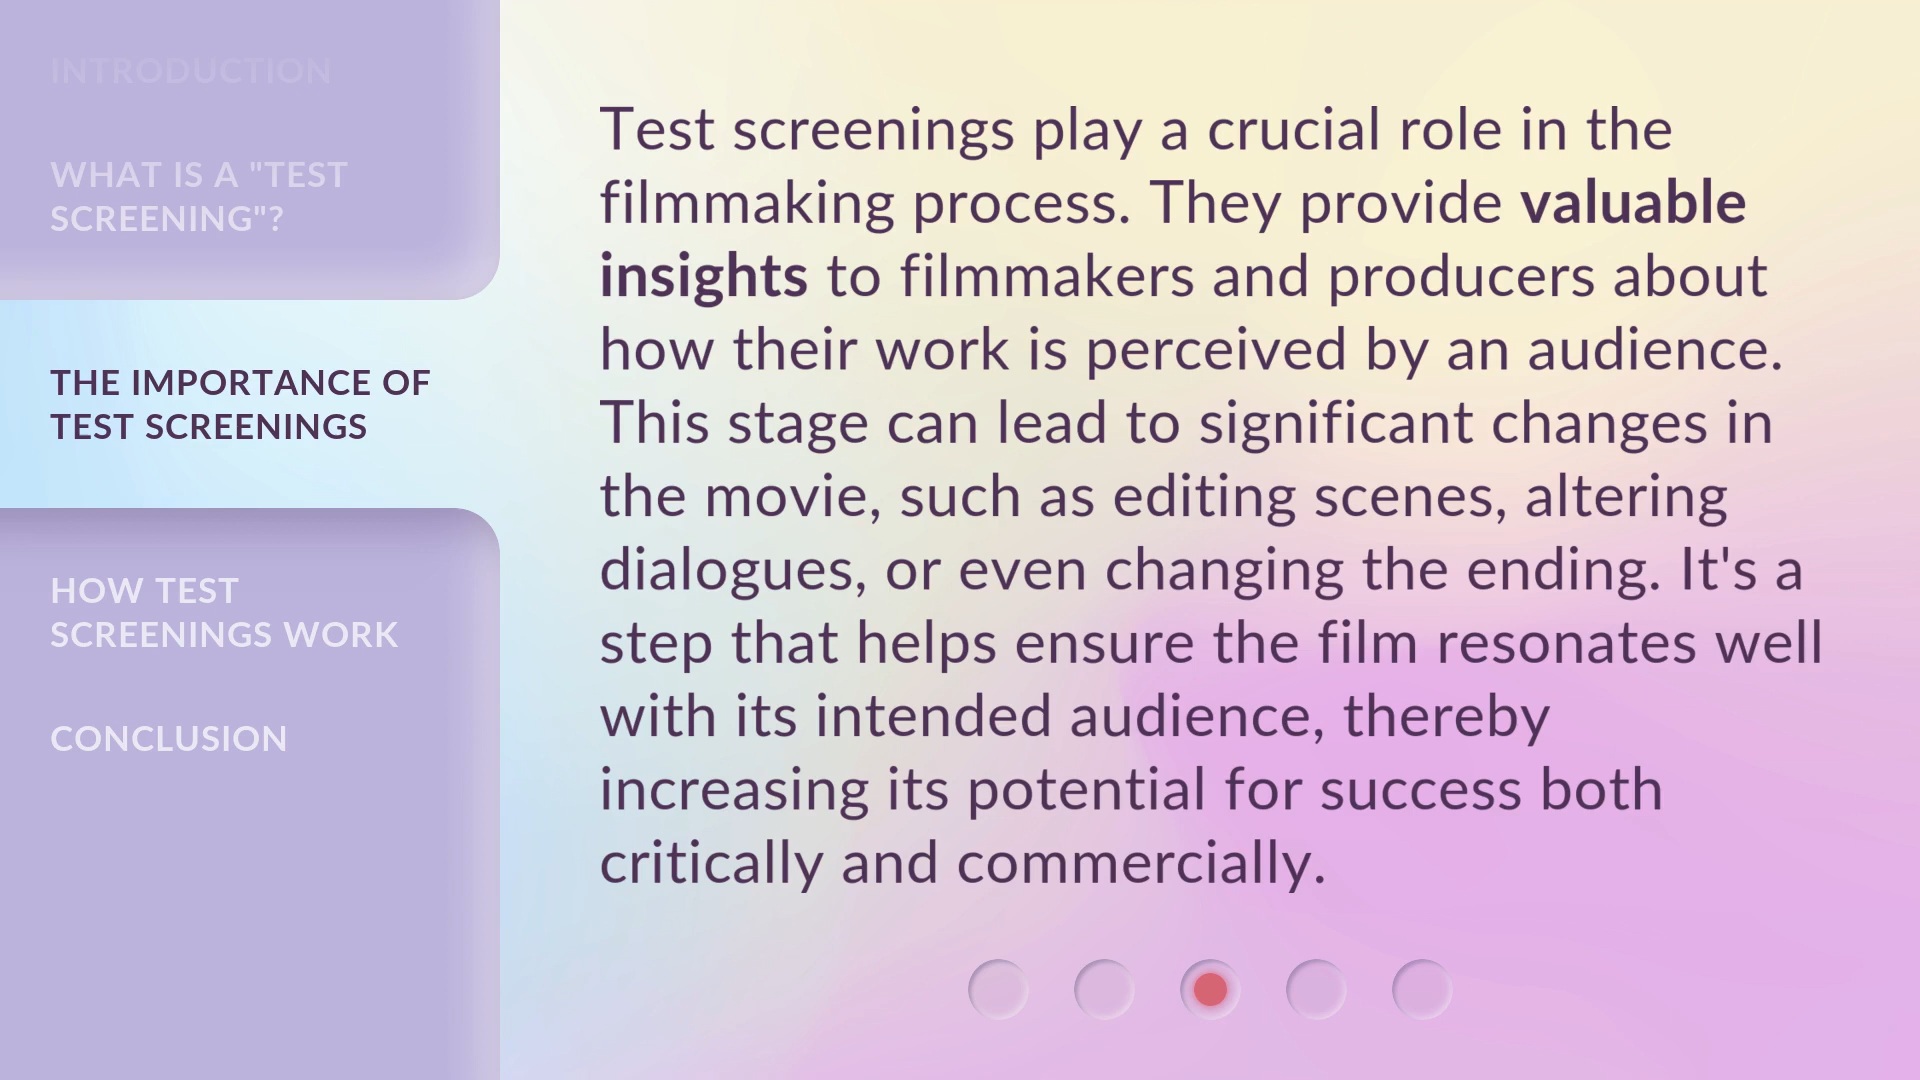 INTRODUCTION
WHAT IS A "TEST
SCREENING"?
THE IMPORTANCE OF
TEST SCREENINGS
HOW TEST
SCREENINGS WORK
CONCLUSION
Test screenings play a crucial role in the
filmmaking process. They provide valuable
insights to filmmakers and producers about
how their work is perceived by an audience.
This stage can lead to significant changes in
the movie, such as editing scenes, altering
dialogues, or even changing the ending. It's a
step that helps ensure the film resonates well
with its intended audience, thereby
increasing its potential for success both
critically and commercially.